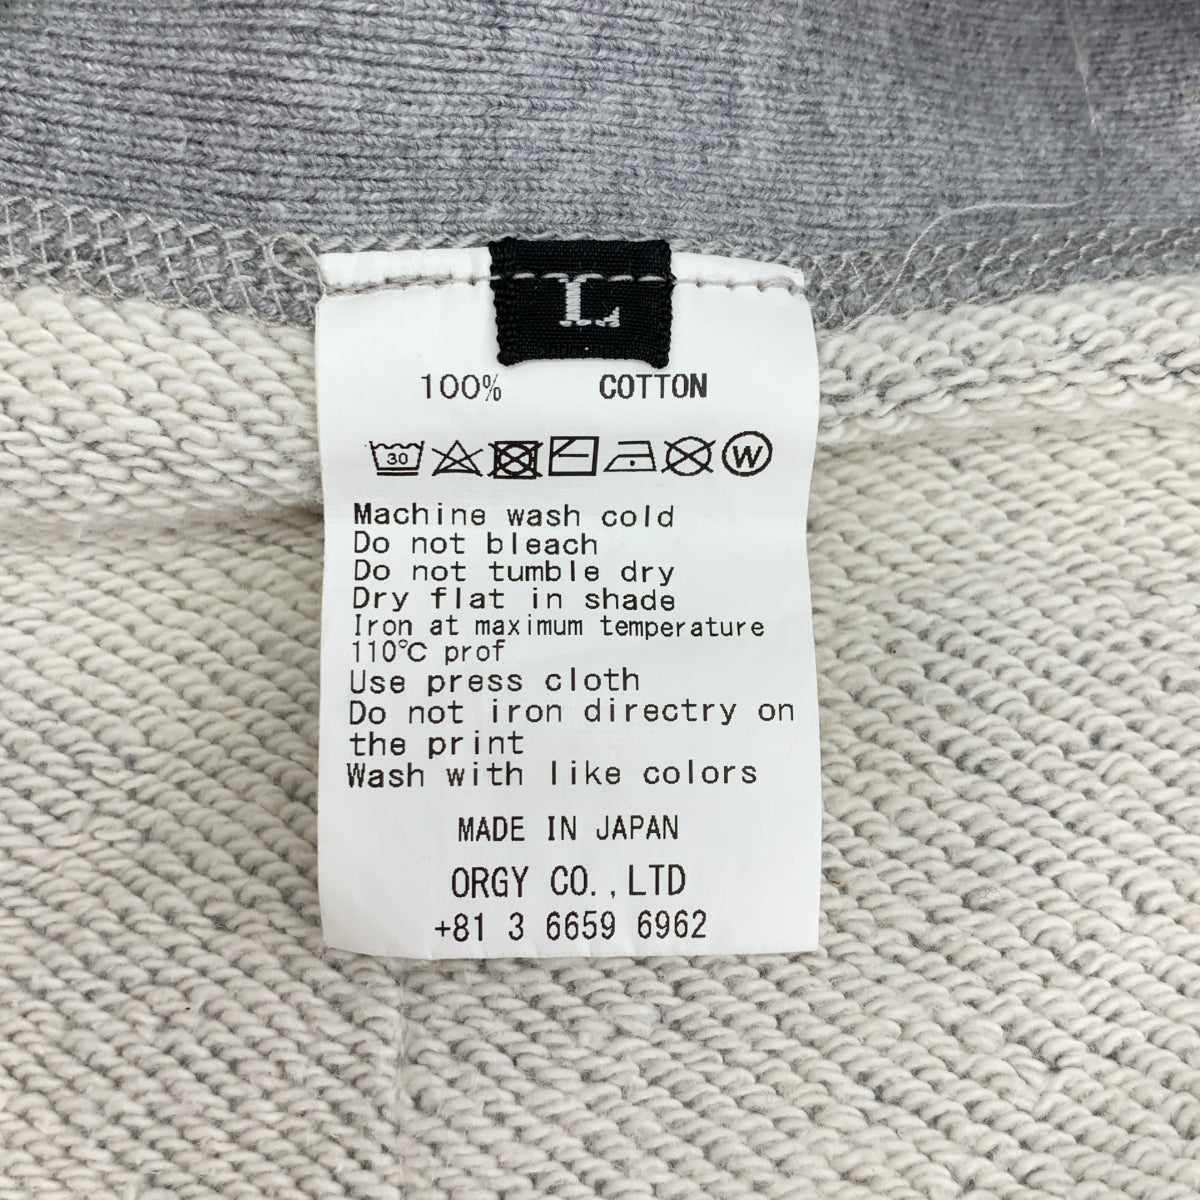 L
100% COTTON
30 W
Machine wash cold
Do not bleach
Do not tumble dry
Dry flat in shade
Iron at maximum temperature
110℃ prof
Use press cloth
Do not iron directry on
the print
Wash with like colors
MADE IN JAPAN
ORGY CO.,LTD
+81 3 6659 6962